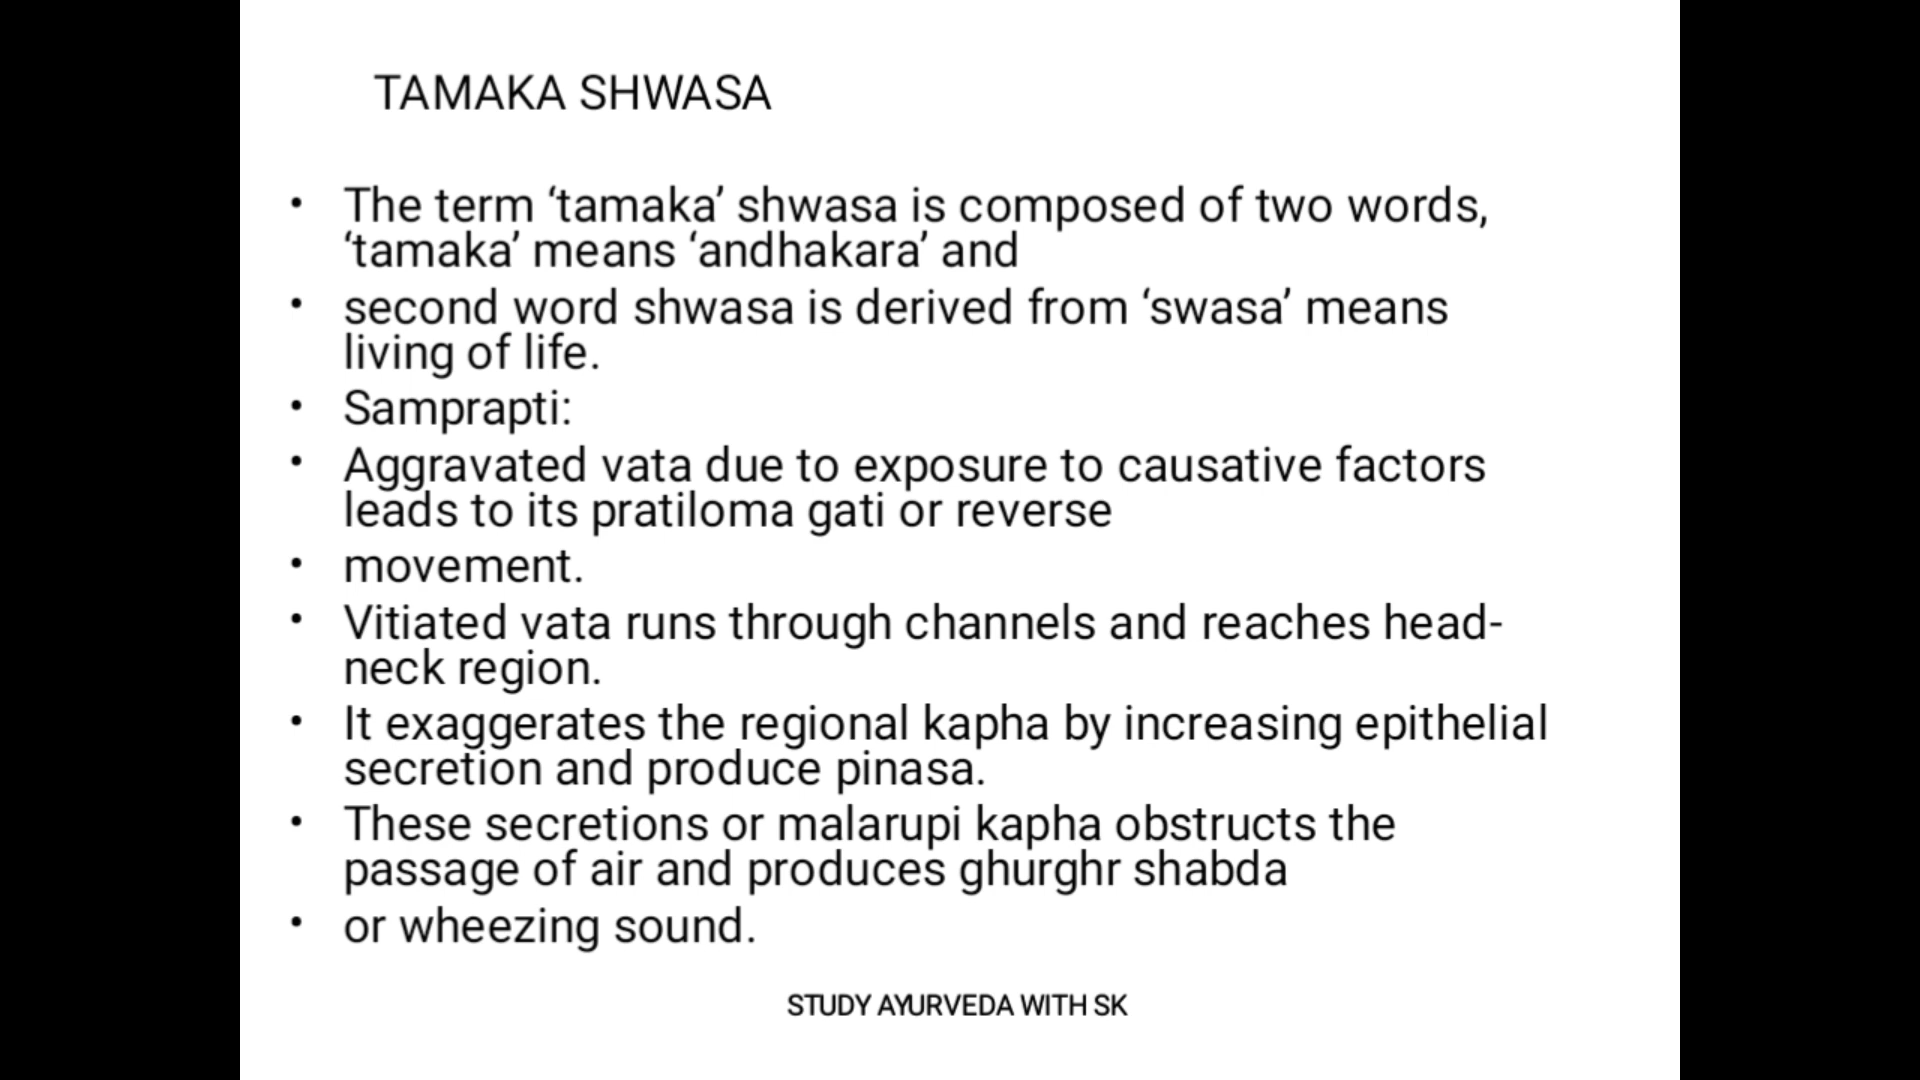 TAMAKA SHWASA
• The term ‘tamaka’ shwasa is composed of two words,
‘tamaka’ means ‘andhakara’ and
• second word shwasa is derived from ‘swasa’ means
living of life.
• Samprapti:
• Aggravated vata due to exposure to causative factors
leads to its pratiloma gati or reverse
• movement.
• Vitiated vata runs through channels and reaches head-
neck region.
• It exaggerates the regional kapha by increasing epithelial
secretion and produce pinasa.
• These secretions or malarupi kapha obstructs the
passage of air and produces ghurghr shabda
• or wheezing sound.
STUDY AYURVEDA WITH SK